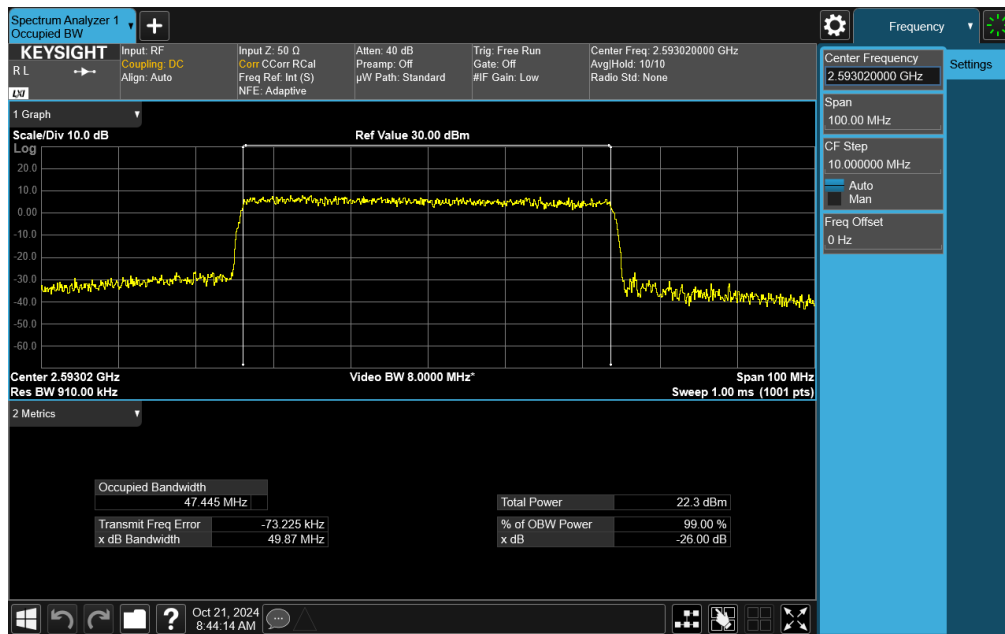 Spectrum Analyzer 1
Occupied BW
Frequency
KEYSIGHT
R L
LXI
Input: RF
Coupling: DC
Align: Auto
Input Z: 50 Ω
Corr CCorr RCal
Freq Ref: Int (S)
NFE: Adaptive
Atten: 40 dB
Preamp: Off
µW Path: Standard
Trig: Free Run
Gate: Off
#IF Gain: Low
Center Freq: 2.593020000 GHz
Avg|Hold: 10/10
Radio Std: None
Center Frequency
2.593020000 GHz
Settings
Span
100.00 MHz
CF Step
10.000000 MHz
Auto
Man
Freq Offset
0 Hz
1 Graph
Scale/Div 10.0 dB
Ref Value 30.00 dBm
Log
20.0
10.0
0.00
-10.0
-20.0
-30.0
-40.0
-50.0
-60.0
Center 2.59302 GHz
Video BW 8.0000 MHz*
Span 100 MHz
Res BW 910.00 kHz
Sweep 1.00 ms (1001 pts)
2 Metrics
Occupied Bandwidth
47.445 MHz
Total Power 22.3 dBm
Transmit Freq Error -73.225 kHz
% of OBW Power 99.00 %
x dB Bandwidth 49.87 MHz
x dB -26.00 dB
?
Oct 21, 2024
8:44:14 AM